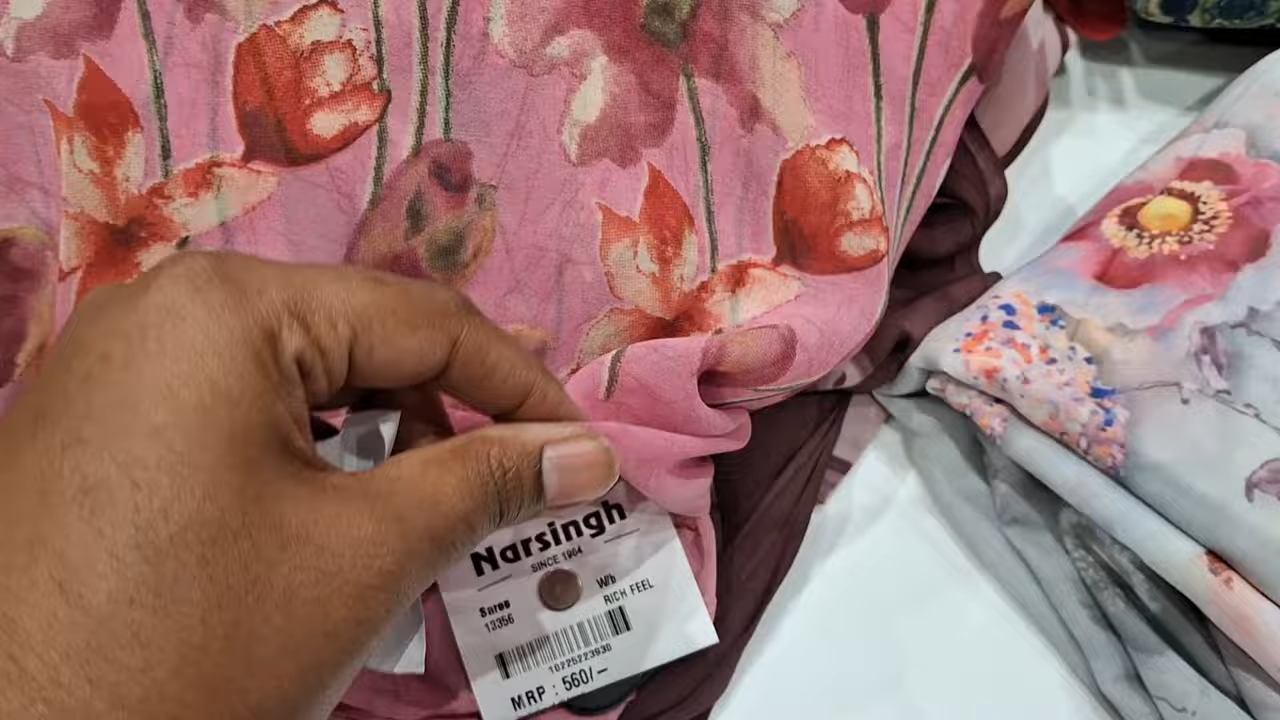 Narsingh
SINCE 1964
Saree W/b
13356 RICH FEEL
10225223930
MRP : 560/-